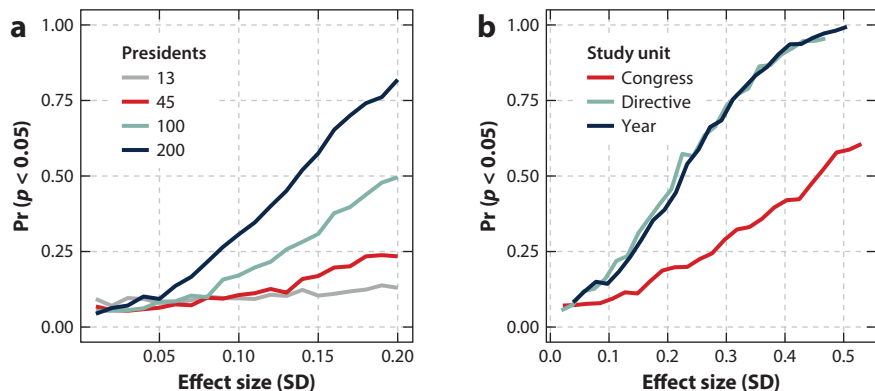 a
Presidents
13
45
100
200
1.00
0.75
0.50
0.25
0.00
Pr (p < 0.05)
0.05
0.10
0.15
0.20
Effect size (SD)
b
Study unit
Congress
Directive
Year
1.00
0.75
0.50
0.25
0.00
Pr (p < 0.05)
0.0
0.1
0.2
0.3
0.4
0.5
Effect size (SD)